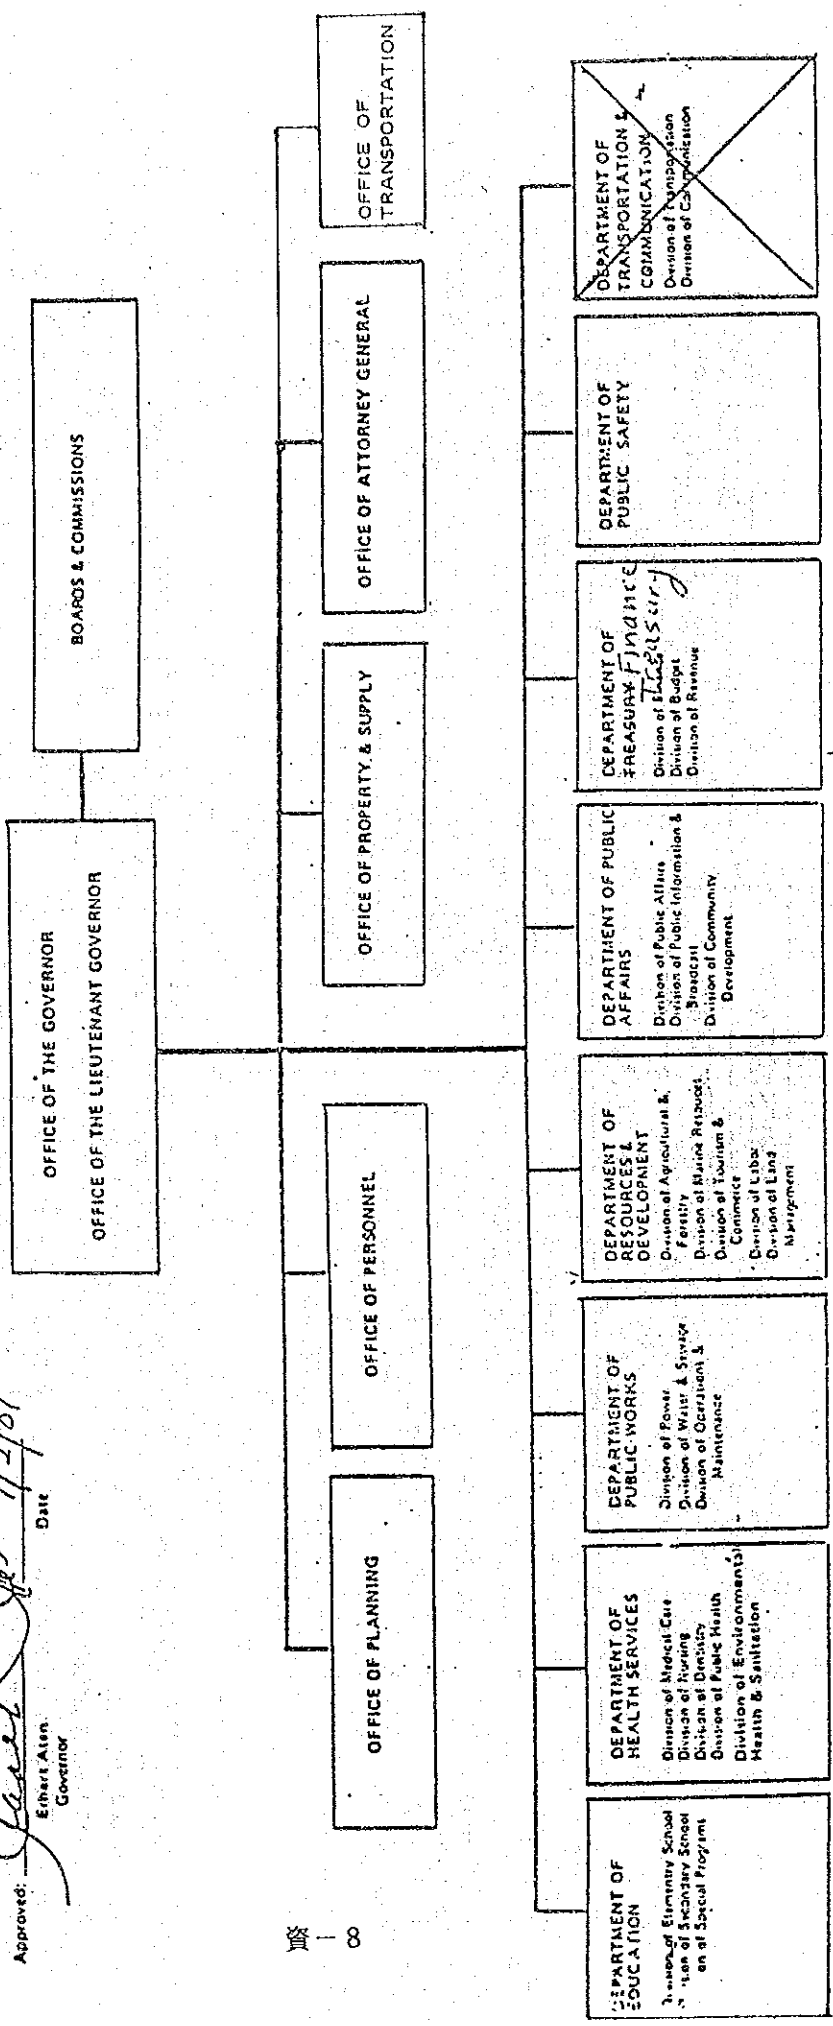 Approved:
Erhart Aten
Governor
Date
OFFICE OF THE GOVERNOR
OFFICE OF THE LIEUTENANT GOVERNOR
BOARDS & COMMISSIONS
OFFICE OF PLANNING
OFFICE OF PERSONNEL
OFFICE OF PROPERTY & SUPPLY
OFFICE OF ATTORNEY GENERAL
OFFICE OF
TRANSPORTATION
DEPARTMENT OF
EDUCATION
Division of Elementry School
of Secondary School
of Special Programs
DEPARTMENT OF
HEALTH SERVICES
Division of Medical Care
Division of Nursing
Division of Dentistry
Division of Public Health
Division of Environmental
Health & Sanitation
DEPARTMENT OF
PUBLIC WORKS
Division of Power
Division of Water & Sewage
Division of Operations &
Maintenance
DEPARTMENT OF
RESOURCES &
DEVELOPMENT
Division of Agricultural &
Forestry
Division of Marine Resources
Division of Tourism &
Commerce
Division of Labor
Division of Land
Management
DEPARTMENT OF PUBLIC
AFFAIRS
Division of Public Affairs
Division of Public Information &
Broadcast
Division of Community
Development
DEPARTMENT OF
TREASURY Finance
Division of Treasury
Division of Budget
Division of Revenue
DEPARTMENT OF
PUBLIC SAFETY
DEPARTMENT OF
TRANSPORTATION &
COMMUNICATION
Division of Transportation
Division of Communication
資-8